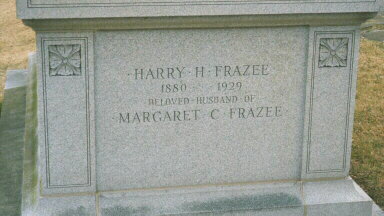 HARRY · H · FRAZEE
1880 1929
BELOVED · HUSBAND · OF
MARGARET · C · FRAZEE